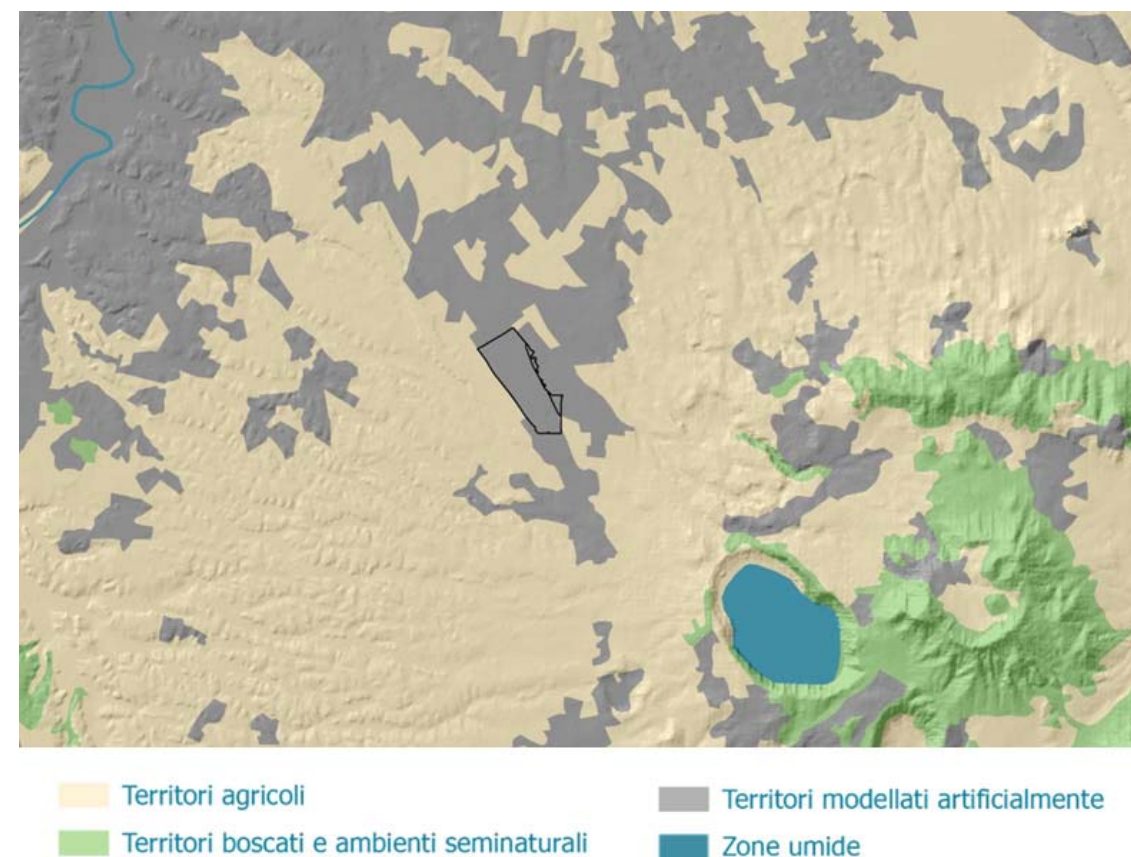 Territori agricoli
Territori modellati artificialmente
Territori boscati e ambienti seminaturali
Zone umide